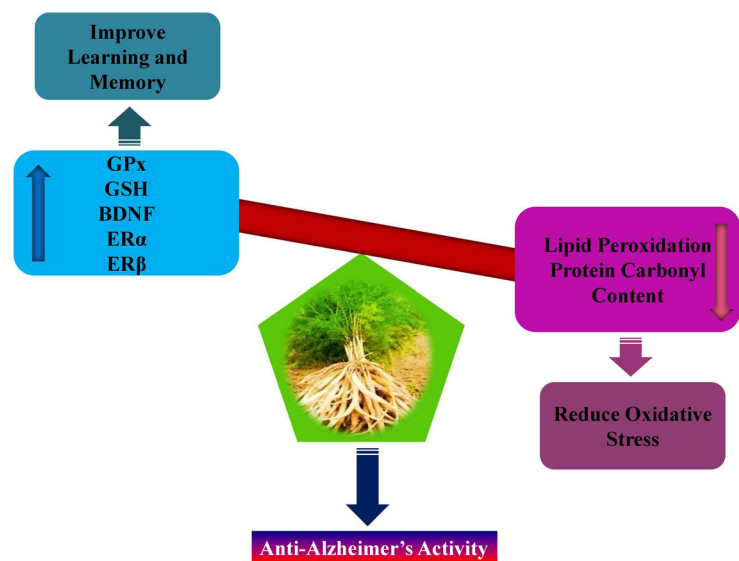 Improve
Learning and
Memory
GPx
GSH
BDNF
ERα
ERβ
Lipid Peroxidation
Protein Carbonyl
Content
Reduce Oxidative
Stress
Anti-Alzheimer’s Activity